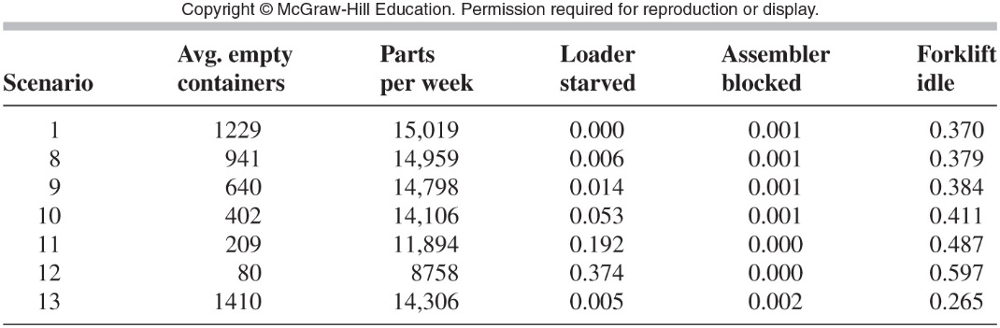 Copyright © McGraw-Hill Education. Permission required for reproduction or display.
Avg. empty Parts Loader Assembler Forklift
Scenario containers per week starved blocked idle
1 1229 15,019 0.000 0.001 0.370
8 941 14,959 0.006 0.001 0.379
9 640 14,798 0.014 0.001 0.384
10 402 14,106 0.053 0.001 0.411
11 209 11,894 0.192 0.000 0.487
12 80 8758 0.374 0.000 0.597
13 1410 14,306 0.005 0.002 0.265